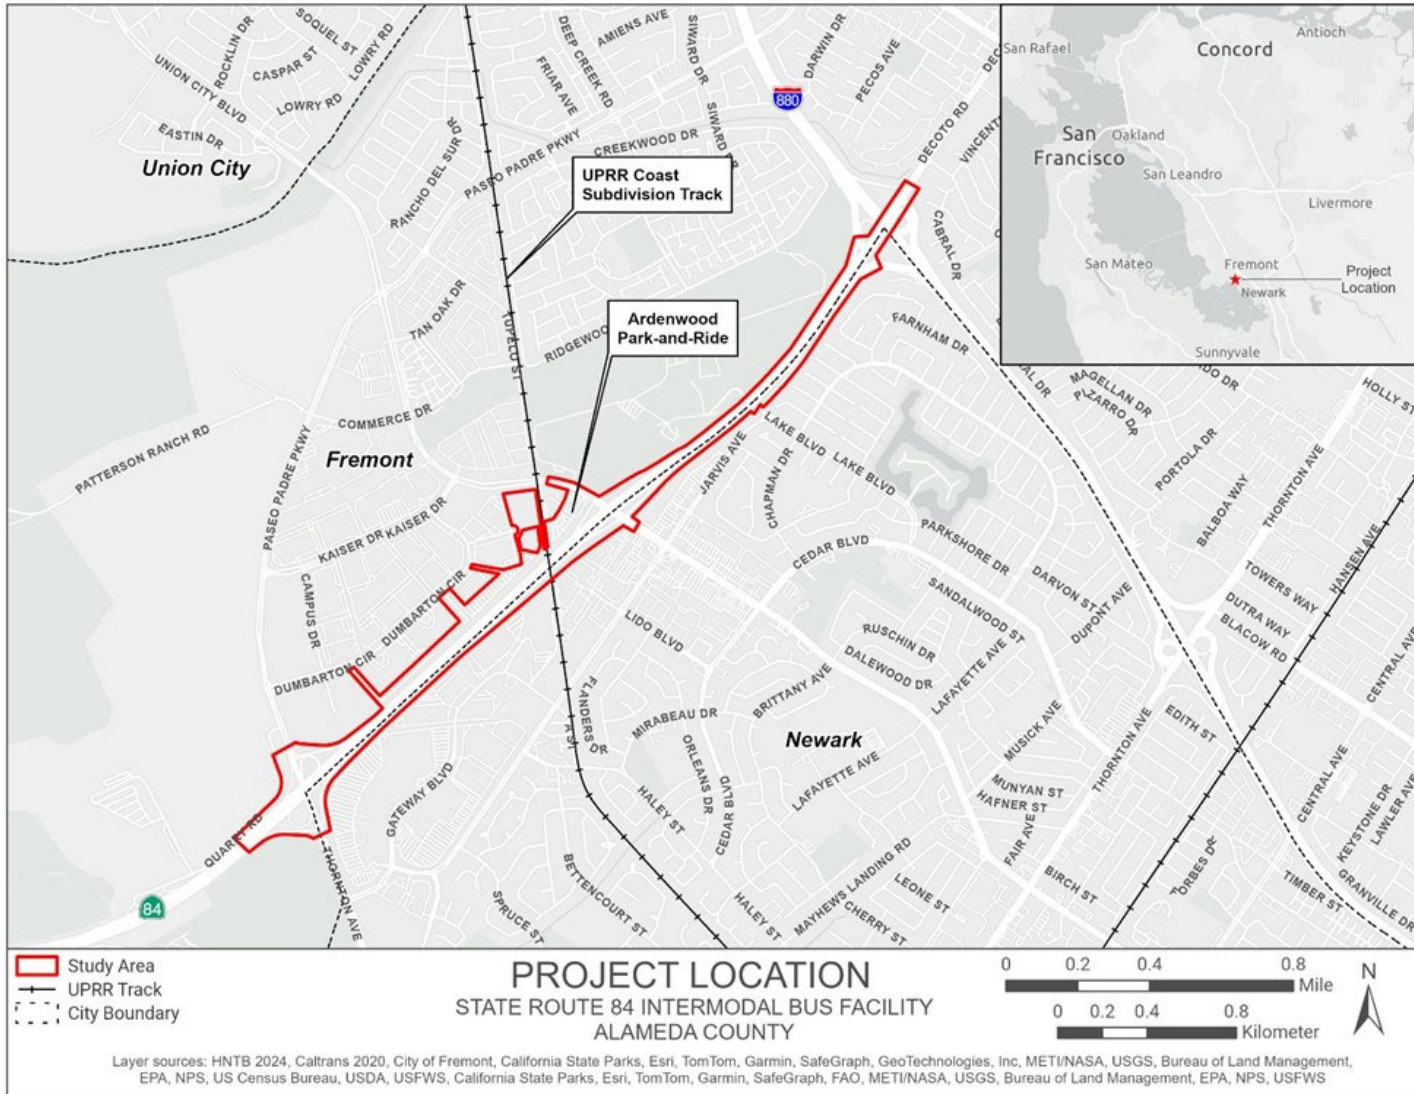 SOQUEL ST
ROCKLIN DR
CASPAR ST
LOWRY RD
UNION CITY BLVD
LOWRY RD
EASTIN DR
Union City
RANCHO DEL SUR DR
PASEO PADRE PKWY
DEEP CREEK RD
AMIENS AVE
FRIAR AVE
SIWARD DR
SIWARD DR
CREEKWOOD DR
880
DARWIN DR
PECOS AVE
DECOTO RD
CABRAL DR
UPRR Coast
Subdivision Track
Ardenwood
Park-and-Ride
TAN OAK DR
TUPELO ST
COMMERCE DR
PATTERSON RANCH RD
PASEO PADRE PKWY
Fremont
KAISER DR
KAISER DR
CAMPUS DR
DUMBARTON CIR
DUMBARTON CIR
QUARRY RD
84
THORNTON AVE
GATEWAY BLVD
SPRUCE ST
BETTENCOURT ST
FLANDERS DR
MIRABEAU DR
ORLEANS DR
CEDAR BLVD
HALEY ST
HALEY ST
LIDO BLVD
BRITTANY AVE
Newark
LAFAYETTE AVE
LAFAYETTE AVE
MAYHEWS LANDING RD
LEONE ST
CHERRY ST
FARNHAM DR
LAKE BLVD
LAKE BLVD
JARVIS AVE
CHAPMAN DR
CEDAR BLVD
PARKSHORE DR
SANDALWOOD ST
DARVON ST
DUPONT AVE
RUSCHIN DR
DALEWOOD DR
MUSICK AVE
MUNYAN ST
HAFNER ST
FAIR AVE
THORNTON AVE
BIRCH ST
MAGELLAN DR
PIZARRO DR
PORTOLA DR
BALBOA WAY
THORNTON AVE
HOLLY ST
HANSEN AVE
TOWERS WAY
DUTRA WAY
BLACOW RD
CENTRAL AVE
EDITH ST
CENTRAL AVE
KEYSTONE DR
LAWLER AVE
TIMBER ST
GRANVILLE DR
San Rafael
Concord
Antioch
San
Francisco
Oakland
San Leandro
Livermore
San Mateo
Fremont
Newark
Project
Location
Sunnyvale
Study Area
UPRR Track
City Boundary
PROJECT LOCATION
STATE ROUTE 84 INTERMODAL BUS FACILITY
ALAMEDA COUNTY
0 0.2 0.4 0.8
Mile
0 0.2 0.4 0.8
Kilometer
N
Layer sources: HNTB 2024, Caltrans 2020, City of Fremont, California State Parks, Esri, TomTom, Garmin, SafeGraph, GeoTechnologies, Inc, METI/NASA, USGS, Bureau of Land Management,
EPA, NPS, US Census Bureau, USDA, USFWS, California State Parks, Esri, TomTom, Garmin, SafeGraph, FAO, METI/NASA, USGS, Bureau of Land Management, EPA, NPS, USFWS